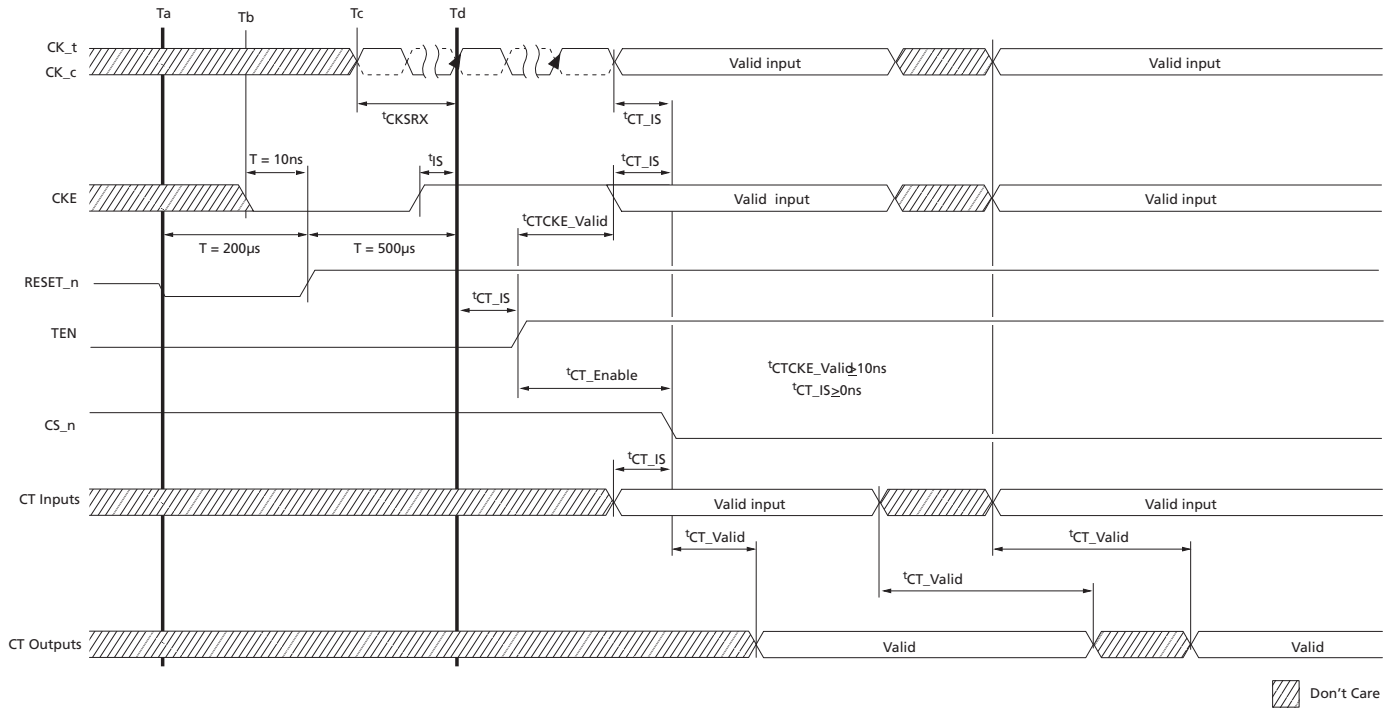 Ta Tb Tc Td
CK_t
CK_c
Valid input Valid input
tCKSRX tCT_IS
T = 10ns tIS tCT_IS
CKE Valid input Valid input
tCTCKE_Valid
T = 200μs T = 500μs
RESET_n
tCT_IS
TEN
tCT_Enable tCTCKE_Valid≥10ns
tCT_IS≥0ns
CS_n
tCT_IS
CT Inputs Valid input Valid input
tCT_Valid tCT_Valid
tCT_Valid
CT Outputs Valid Valid
Don't Care